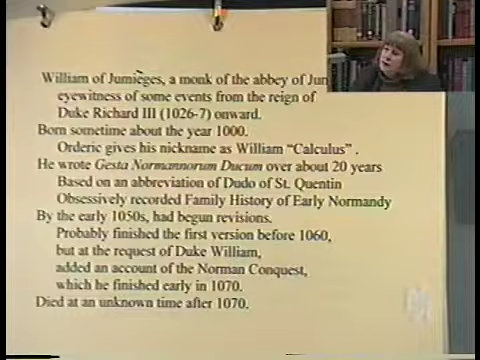 William of Jumièges, a monk of the abbey of Jum
eyewitness of some events from the reign of
Duke Richard III (1026-7) onward.
Born sometime about the year 1000.
Orderic gives his nickname as William “Calculus” .
He wrote Gesta Normannorum Ducum over about 20 years
Based on an abbreviation of Dudo of St. Quentin
Obsessively recorded Family History of Early Normandy
By the early 1050s, had begun revisions.
Probably finished the first version before 1060,
but at the request of Duke William,
added an account of the Norman Conquest,
which he finished early in 1070.
Died at an unknown time after 1070.